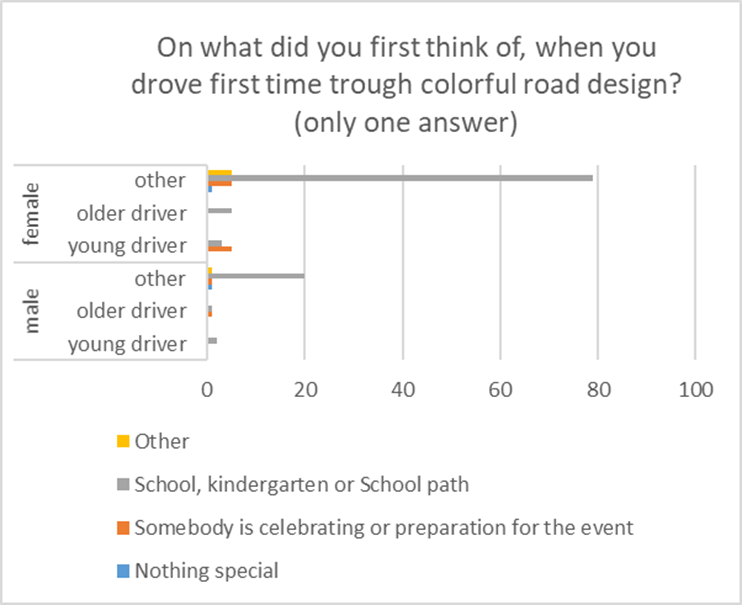 On what did you first think of, when you
drove first time trough colorful road design?
(only one answer)
female
other
older driver
young driver
male
other
older driver
young driver
0 20 40 60 80 100
Other
School, kindergarten or School path
Somebody is celebrating or preparation for the event
Nothing special